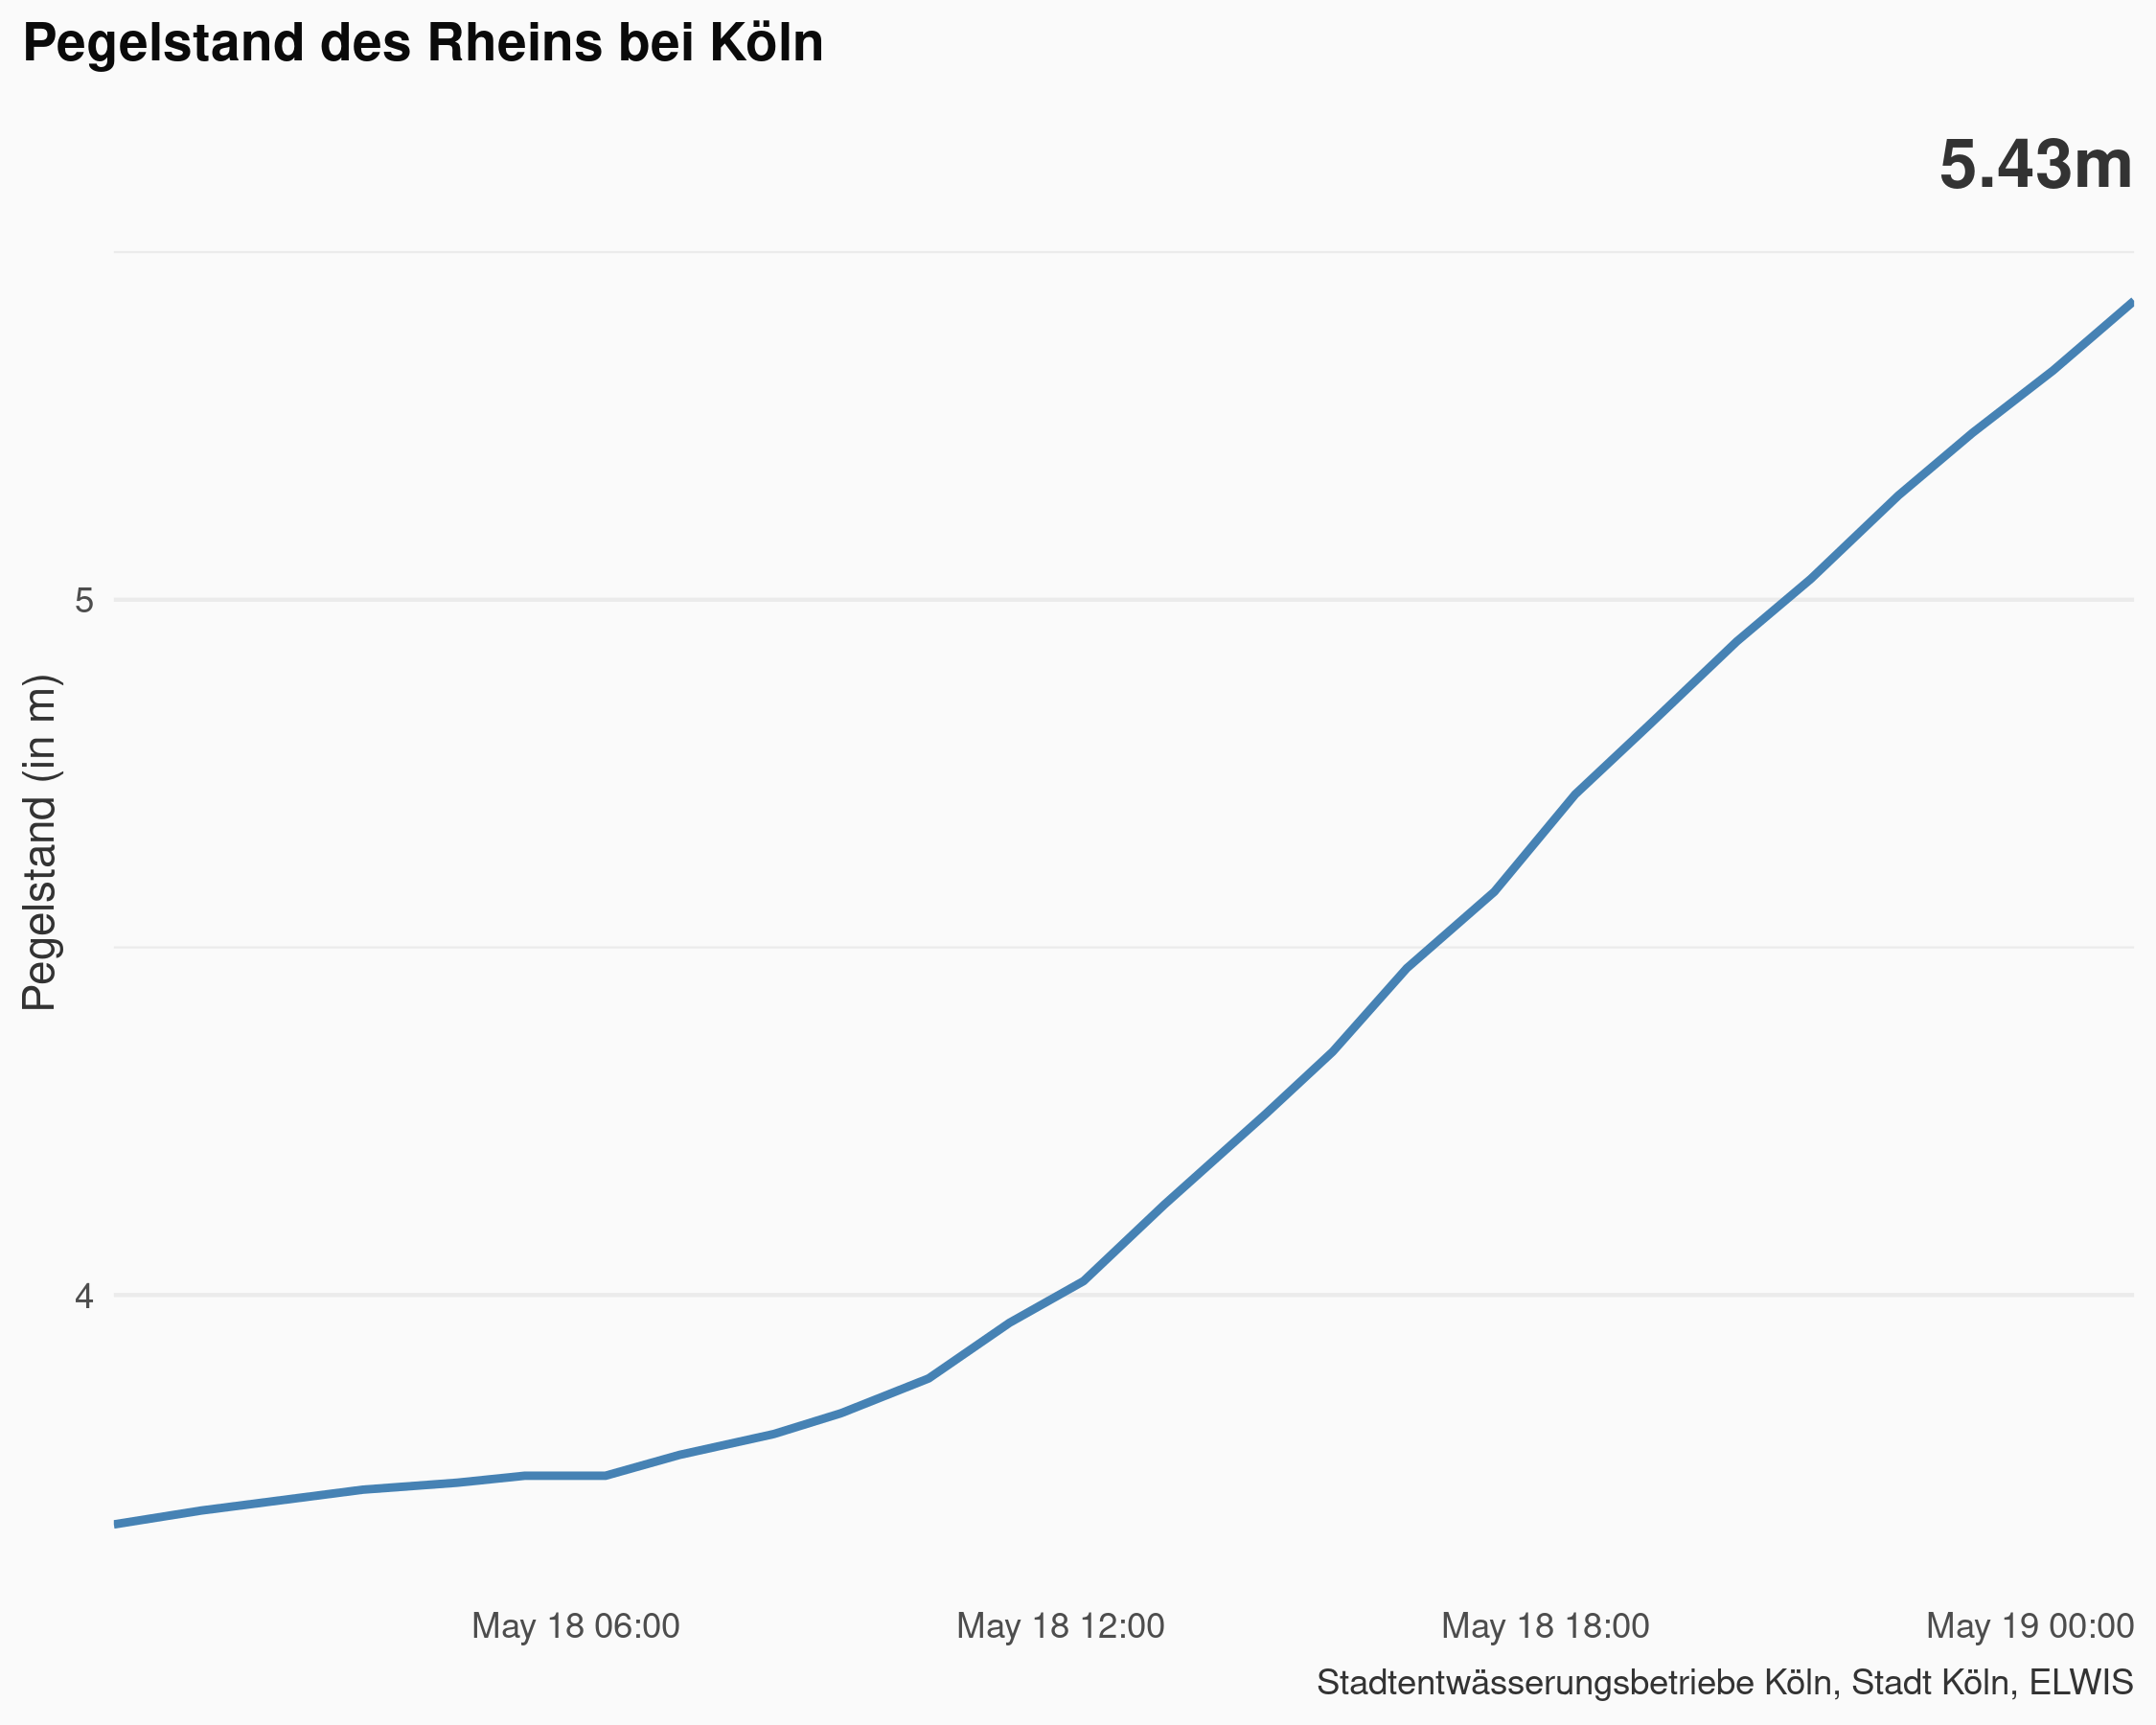 Pegelstand des Rheins bei Köln
5.43m
Pegelstand (in m)
5
4
May 18 06:00
May 18 12:00
May 18 18:00
May 19 00:00
Stadtentwässerungsbetriebe Köln, Stadt Köln, ELWIS